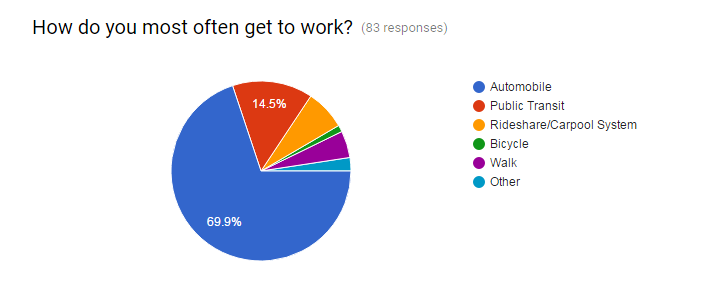 How do you most often get to work? (83 responses)
14.5%
69.9%
Automobile
Public Transit
Rideshare/Carpool System
Bicycle
Walk
Other